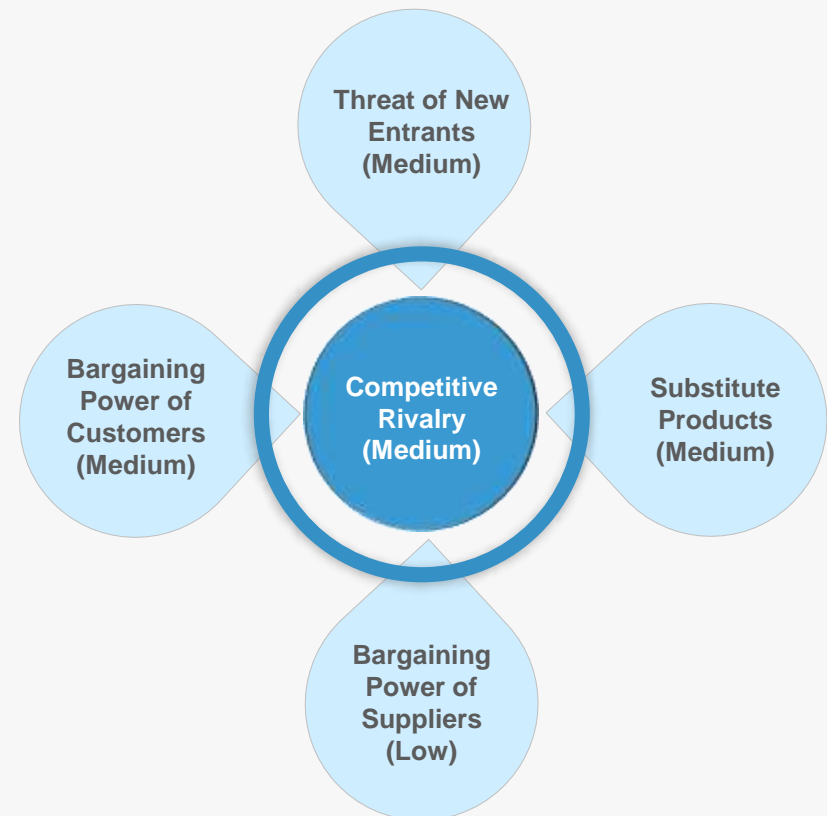 Threat of New
Entrants
(Medium)
Bargaining
Power of
Customers
(Medium)
Competitive
Rivalry
(Medium)
Substitute
Products
(Medium)
Bargaining
Power of
Suppliers
(Low)